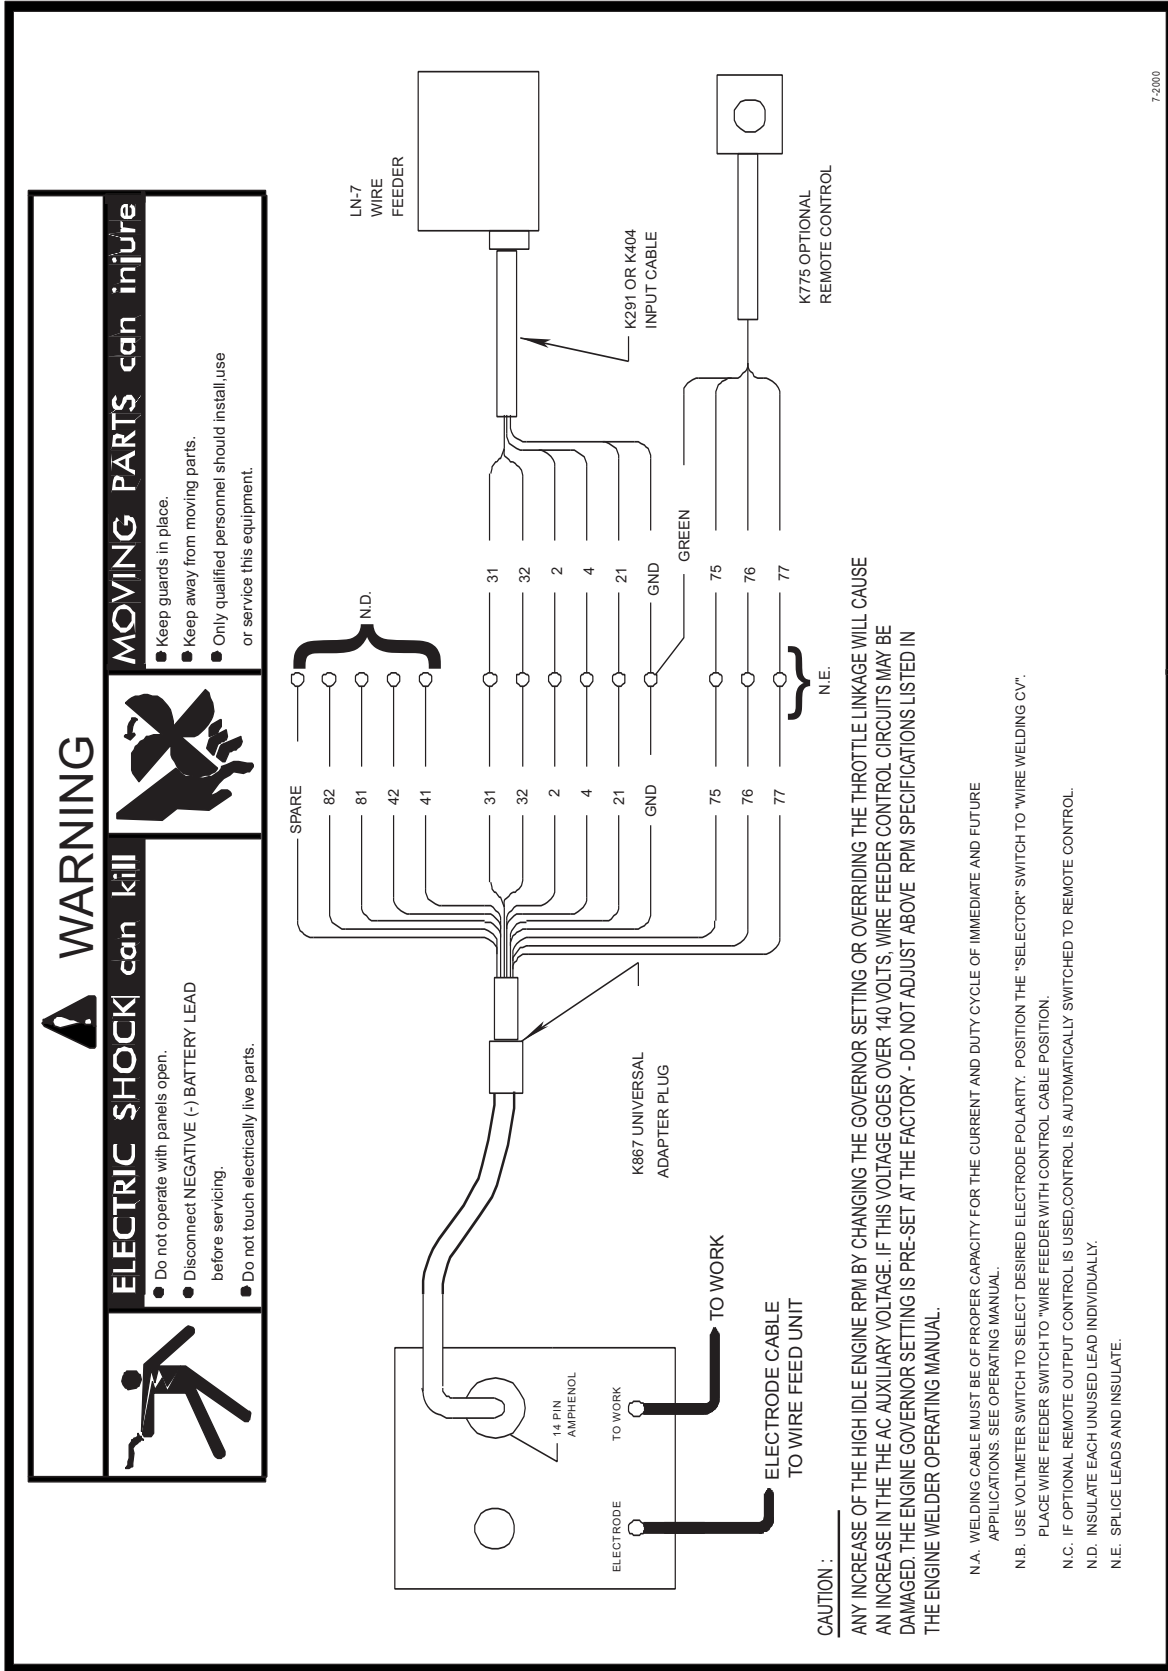 WARNING
ELECTRIC SHOCK can kill
● Do not operate with panels open.
● Disconnect NEGATIVE (-) BATTERY LEAD
before servicing.
● Do not touch electrically live parts.
MOVING PARTS can injure
● Keep guards in place.
● Keep away from moving parts.
● Only qualified personnel should install,use
or service this equipment.
ELECTRODE
TO WORK
14 PIN
AMPHENOL
ELECTRODE CABLE
TO WIRE FEED UNIT
TO WORK
K867 UNIVERSAL
ADAPTER PLUG
SPARE
82
81
42
41
31
32
2
4
21
GND
75
76
77
N.D.
N.E.
31
32
2
4
21
GND
GREEN
75
76
77
K291 OR K404
INPUT CABLE
LN-7
WIRE
FEEDER
K775 OPTIONAL
REMOTE CONTROL
CAUTION :
ANY INCREASE OF THE HIGH IDLE ENGINE RPM BY CHANGING THE GOVERNOR SETTING OR OVERRIDING THE THROTTLE LINKAGE WILL CAUSE
AN INCREASE IN THE THE AC AUXILIARY VOLTAGE. IF THIS VOLTAGE GOES OVER 140 VOLTS, WIRE FEEDER CONTROL CIRCUITS MAY BE
DAMAGED. THE ENGINE GOVERNOR SETTING IS PRE-SET AT THE FACTORY - DO NOT ADJUST ABOVE RPM SPECIFICATIONS LISTED IN
THE ENGINE WELDER OPERATING MANUAL.
N.A. WELDING CABLE MUST BE OF PROPER CAPACITY FOR THE CURRENT AND DUTY CYCLE OF IMMEDIATE AND FUTURE
APPILICATIONS. SEE OPERATING MANUAL.
N.B. USE VOLTMETER SWITCH TO SELECT DESIRED ELECTRODE POLARITY. POSITION THE "SELECTOR" SWITCH TO "WIRE WELDING CV".
PLACE WIRE FEEDER SWITCH TO "WIRE FEEDER WITH CONTROL CABLE POSITION.
N.C. IF OPTIONAL REMOTE OUTPUT CONTROL IS USED,CONTROL IS AUTOMATICALLY SWITCHED TO REMOTE CONTROL.
N.D. INSULATE EACH UNUSED LEAD INDIVIDUALLY.
N.E. SPLICE LEADS AND INSULATE.
7-2000